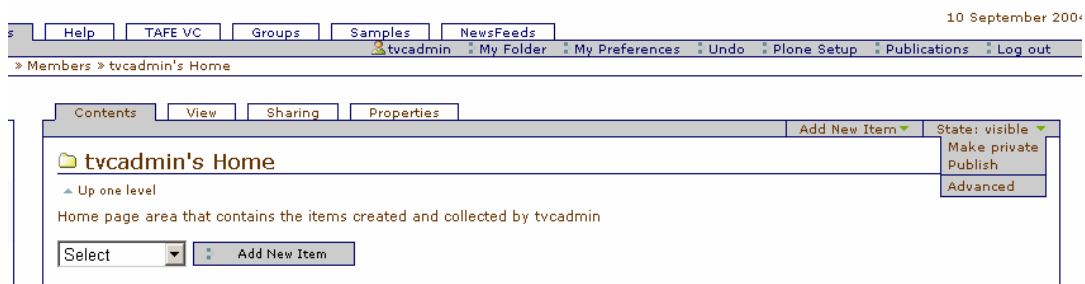 10 September 2004
s Help TAFE VC Groups Samples NewsFeeds
tvcadmin My Folder My Preferences Undo Plone Setup Publications Log out
» Members » tvcadmin's Home
Contents View Sharing Properties
Add New Item State: visible
Make private
Publish
Advanced
tvcadmin's Home
Up one level
Home page area that contains the items created and collected by tvcadmin
Select Add New Item